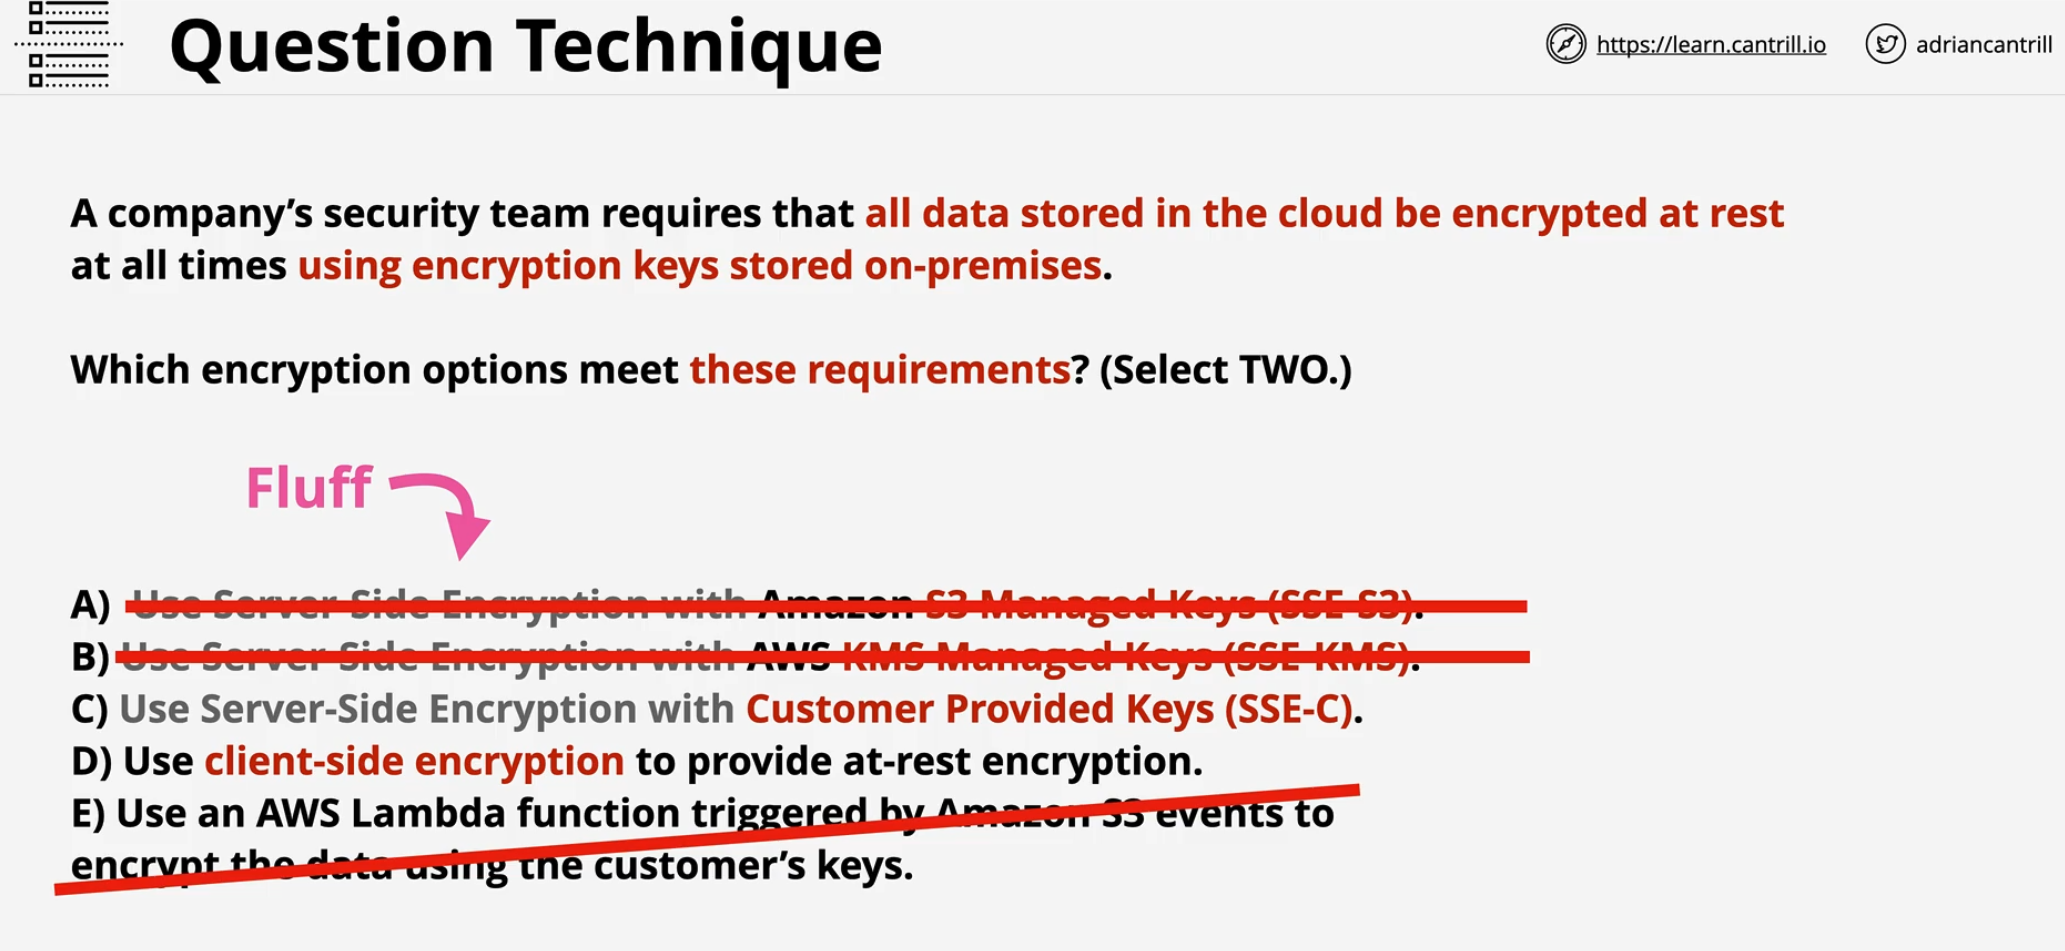 Question Technique
https://learn.cantrill.io
adriancantrill
A company’s security team requires that all data stored in the cloud be encrypted at rest
at all times using encryption keys stored on-premises.
Which encryption options meet these requirements? (Select TWO.)
Fluff
A) Use Server-Side Encryption with Amazon S3 Managed Keys (SSE-S3).
B) Use Server-Side Encryption with AWS KMS Managed Keys (SSE-KMS).
C) Use Server-Side Encryption with Customer Provided Keys (SSE-C).
D) Use client-side encryption to provide at-rest encryption.
E) Use an AWS Lambda function triggered by Amazon S3 events to
encrypt the data using the customer’s keys.